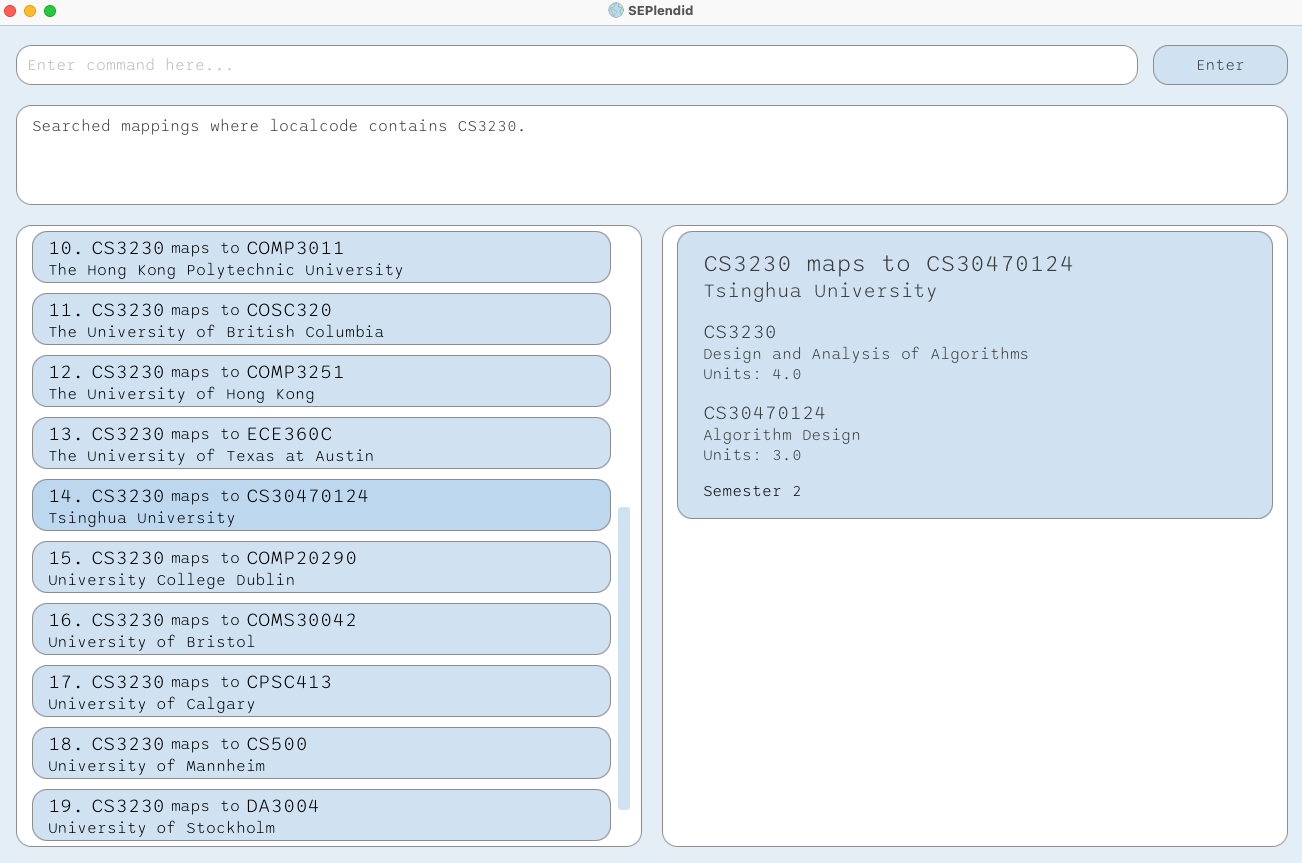 SEPlendid
Enter command here...
Enter
Searched mappings where localcode contains CS3230.
10. CS3230 maps to COMP3011
The Hong Kong Polytechnic University
11. CS3230 maps to COSC320
The University of British Columbia
12. CS3230 maps to COMP3251
The University of Hong Kong
13. CS3230 maps to ECE360C
The University of Texas at Austin
14. CS3230 maps to CS30470124
Tsinghua University
15. CS3230 maps to COMP20290
University College Dublin
16. CS3230 maps to COMS30042
University of Bristol
17. CS3230 maps to CPSC413
University of Calgary
18. CS3230 maps to CS500
University of Mannheim
19. CS3230 maps to DA3004
University of Stockholm
CS3230 maps to CS30470124
Tsinghua University
CS3230
Design and Analysis of Algorithms
Units: 4.0
CS30470124
Algorithm Design
Units: 3.0
Semester 2